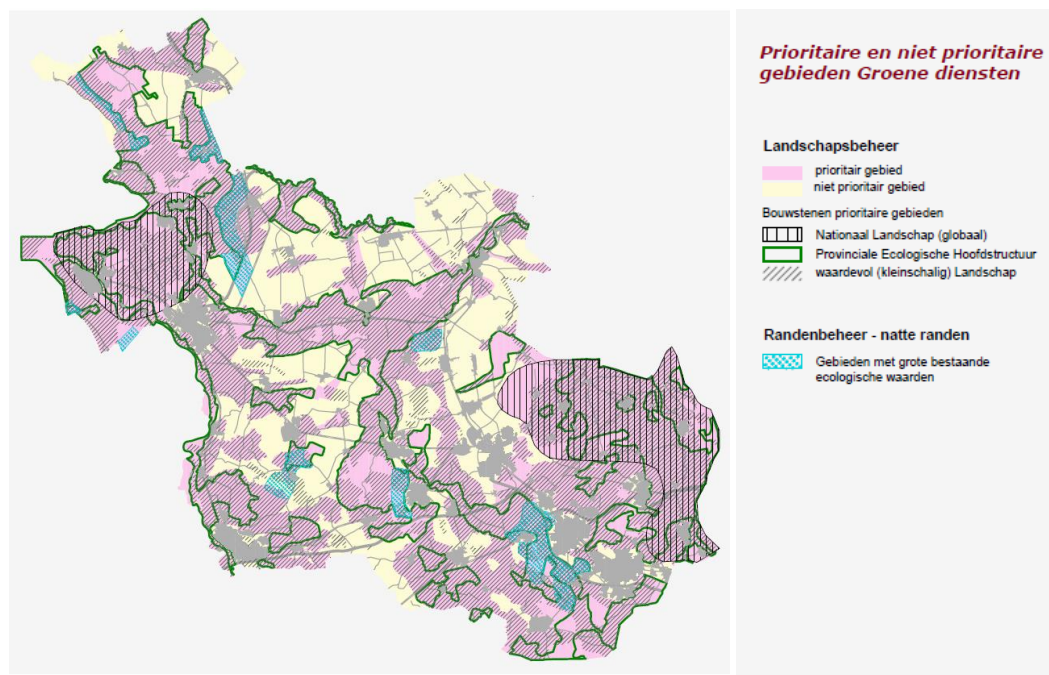 Prioritaire en niet prioritaire
gebieden Groene diensten
Landschapsbeheer
prioritair gebied
niet prioritair gebied
Bouwstenen prioritaire gebieden
Nationaal Landschap (globaal)
Provinciale Ecologische Hoofdstructuur
waardevol (kleinschalig) Landschap
Randenbeheer - natte randen
Gebieden met grote bestaande
ecologische waarden